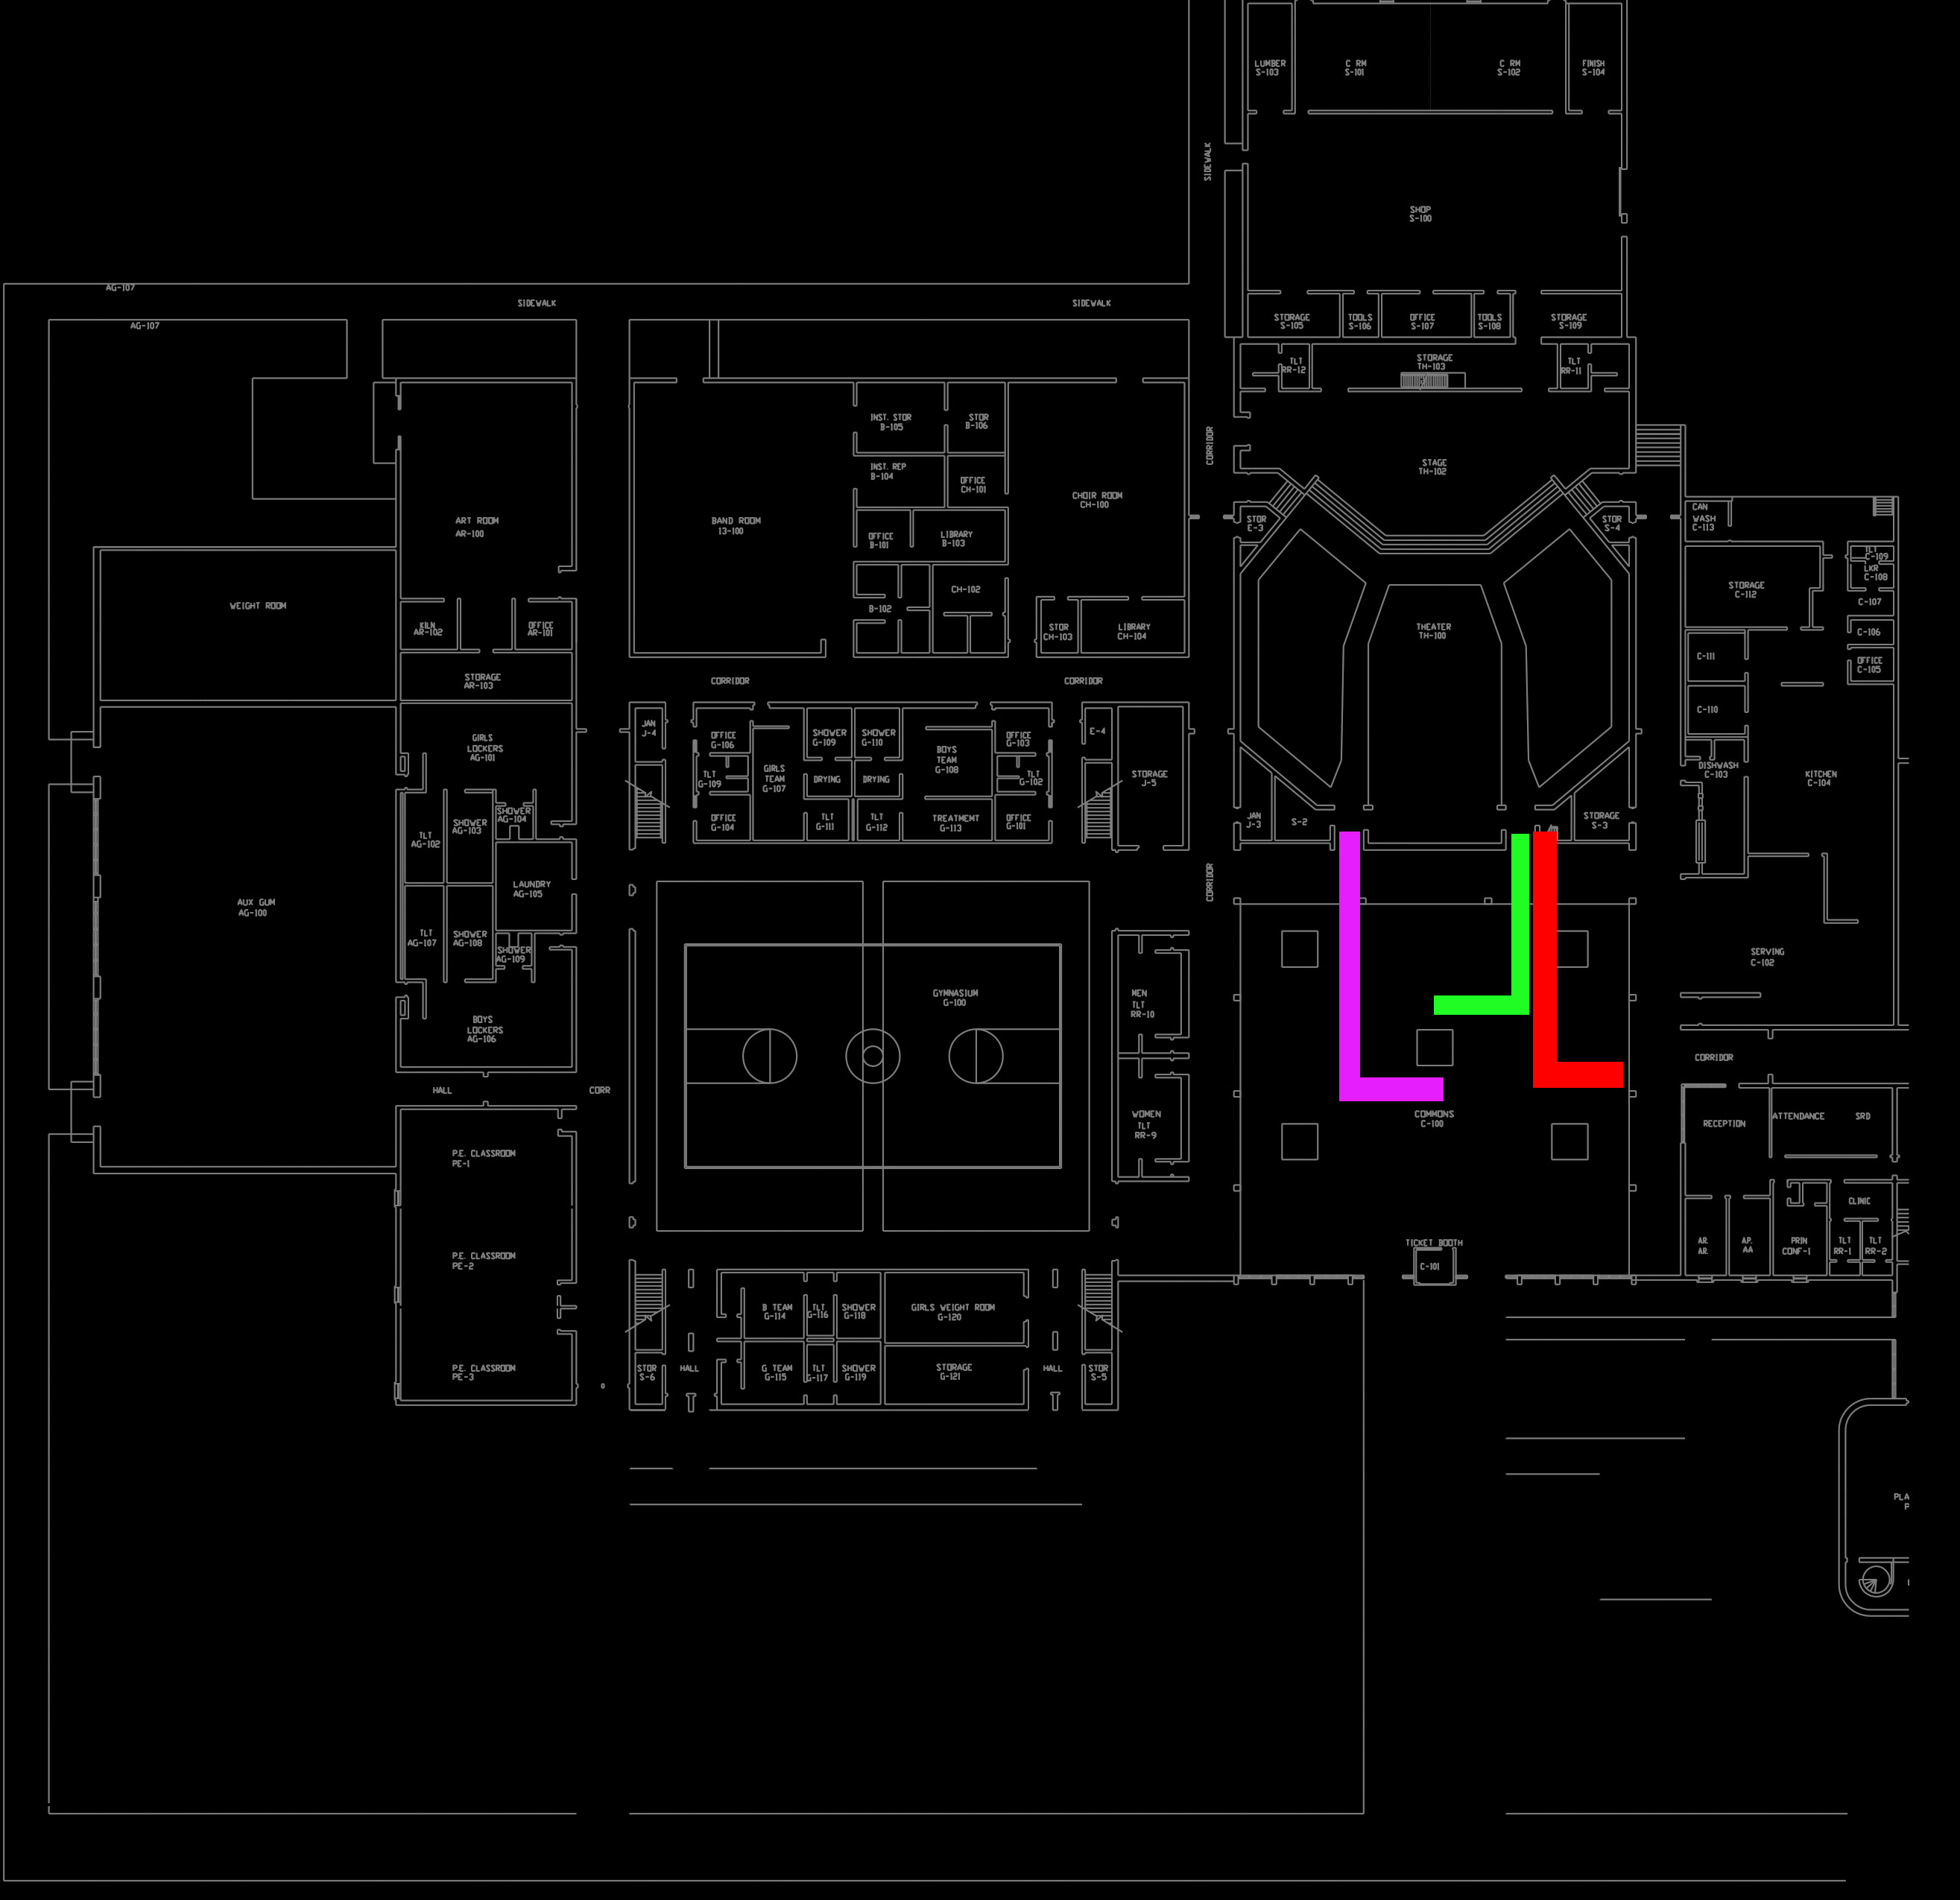 LUMBER
S-103
C RM
S-101
C RM
S-102
FINISH
S-104
SIDEWALK
SHOP
S-100
AG-107
SIDEWALK
SIDEWALK
AG-107
STORAGE
S-105
TOOLS
S-106
OFFICE
S-107
TOOLS
S-108
STORAGE
S-109
TLT
RR-12
STORAGE
TH-103
TLT
RR-11
INST. STOR
B-105
STOR
B-106
CORRIDOR
INST. REP
B-104
STAGE
TH-102
OFFICE
CH-101
CHOIR ROOM
CH-100
ART ROOM
AR-100
BAND ROOM
13-100
STOR
E-3
STOR
S-4
CAN
WASH
C-113
OFFICE
B-101
LIBRARY
B-103
TLT
C-109
LKR
C-108
STORAGE
C-112
CH-102
WEIGHT ROOM
B-102
C-107
KILN
AR-102
OFFICE
AR-101
STOR
CH-103
LIBRARY
CH-104
THEATER
TH-100
C-106
C-111
OFFICE
C-105
STORAGE
AR-103
CORRIDOR
CORRIDOR
C-110
JAN
J-4
OFFICE
G-106
SHOWER
G-109
SHOWER
G-110
OFFICE
G-103
E-4
GIRLS
LOCKERS
AG-101
BOYS
TEAM
G-108
GIRLS
TEAM
G-107
TLT
G-109
DRYING
DRYING
TLT
G-102
STORAGE
J-5
DISHWASH
C-103
KITCHEN
C-104
SHOWER
AG-104
SHOWER
AG-103
TLT
AG-102
OFFICE
G-104
TLT
G-111
TLT
G-112
TREATMEMT
G-113
OFFICE
G-101
JAN
J-3
S-2
STORAGE
S-3
LAUNDRY
AG-105
CORRIDOR
AUX GUM
AG-100
TLT
AG-107
SHOWER
AG-108
SHOWER
AG-109
SERVING
C-102
GYMNASIUM
G-100
MEN
TLT
RR-10
BOYS
LOCKERS
AG-106
CORRIDOR
HALL
CORR
WOMEN
TLT
RR-9
COMMONS
C-100
RECEPTION
ATTENDANCE
SRO
P.E. CLASSROOM
PE-1
CLINIC
P.E. CLASSROOM
PE-2
TICKET BOOTH
C-101
AR.
AR.
AP.
AA
PRIN
CONF-1
TLT
RR-1
TLT
RR-2
B TEAM
G-114
TLT
G-116
SHOWER
G-118
GIRLS WEIGHT ROOM
G-120
P.E. CLASSROOM
PE-3
STOR
S-6
HALL
G TEAM
G-115
TLT
G-117
SHOWER
G-119
STORAGE
G-121
HALL
STOR
S-5
PLA
P